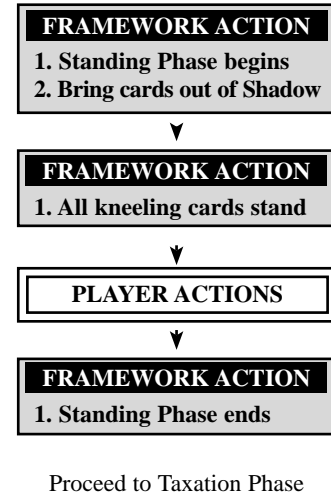 FRAMEWORK ACTION
1. Standing Phase begins
2. Bring cards out of Shadow
FRAMEWORK ACTION
1. All kneeling cards stand
PLAYER ACTIONS
FRAMEWORK ACTION
1. Standing Phase ends
Proceed to Taxation Phase